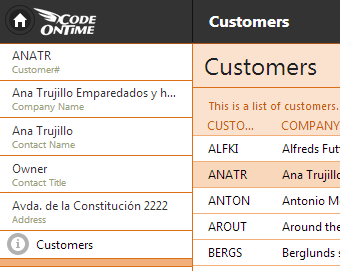 CODE
ONTIME
Customers
ANATR
Customer#
Ana Trujillo Emparedados y h...
Company Name
Ana Trujillo
Contact Name
Owner
Contact Title
Avda. de la Constitución 2222
Address
Customers
Customers
This is a list of customers.
CUSTO... COMPANY
ALFKI Alfreds Fut
ANATR Ana Trujillo
ANTON Antonio M
AROUT Around the
BERGS Berglunds s